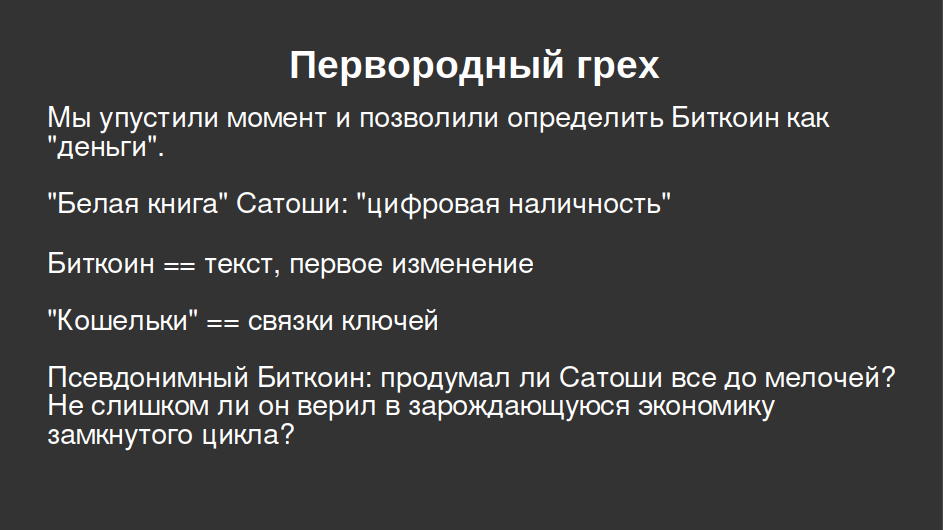 Первородный грех
Мы упустили момент и позволили определить Биткоин как
"деньги".
"Белая книга" Сатоши: "цифровая наличность"
Биткоин == текст, первое изменение
"Кошельки" == связки ключей
Псевдонимный Биткоин: продумал ли Сатоши все до мелочей?
Не слишком ли он верил в зарождающуюся экономику
замкнутого цикла?